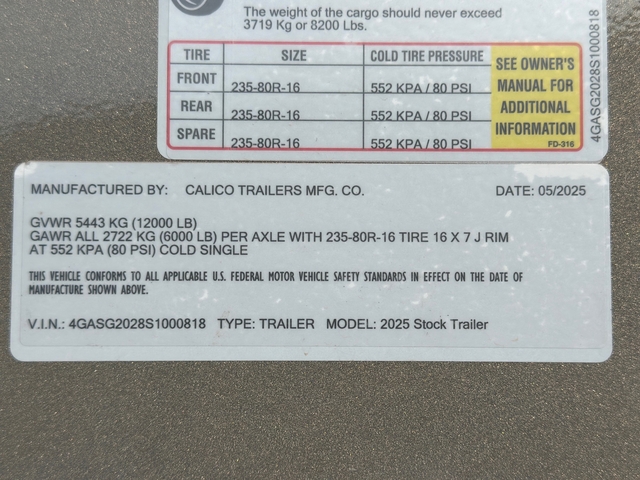 The weight of the cargo should never exceed
3719 Kg or 8200 Lbs.
TIRE SIZE COLD TIRE PRESSURE
FRONT 235-80R-16 552 KPA / 80 PSI
REAR 235-80R-16 552 KPA / 80 PSI
SPARE 235-80R-16 552 KPA / 80 PSI
SEE OWNER'S
MANUAL FOR
ADDITIONAL
INFORMATION
FD-316
4GASG2028S1000818
MANUFACTURED BY: CALICO TRAILERS MFG. CO. DATE: 05/2025
GVWR 5443 KG (12000 LB)
GAWR ALL 2722 KG (6000 LB) PER AXLE WITH 235-80R-16 TIRE 16 X 7 J RIM
AT 552 KPA (80 PSI) COLD SINGLE
THIS VEHICLE CONFORMS TO ALL APPLICABLE U.S. FEDERAL MOTOR VEHICLE SAFETY STANDARDS IN EFFECT ON THE DATE OF
MANUFACTURE SHOWN ABOVE.
V.I.N.: 4GASG2028S1000818 TYPE: TRAILER MODEL: 2025 Stock Trailer